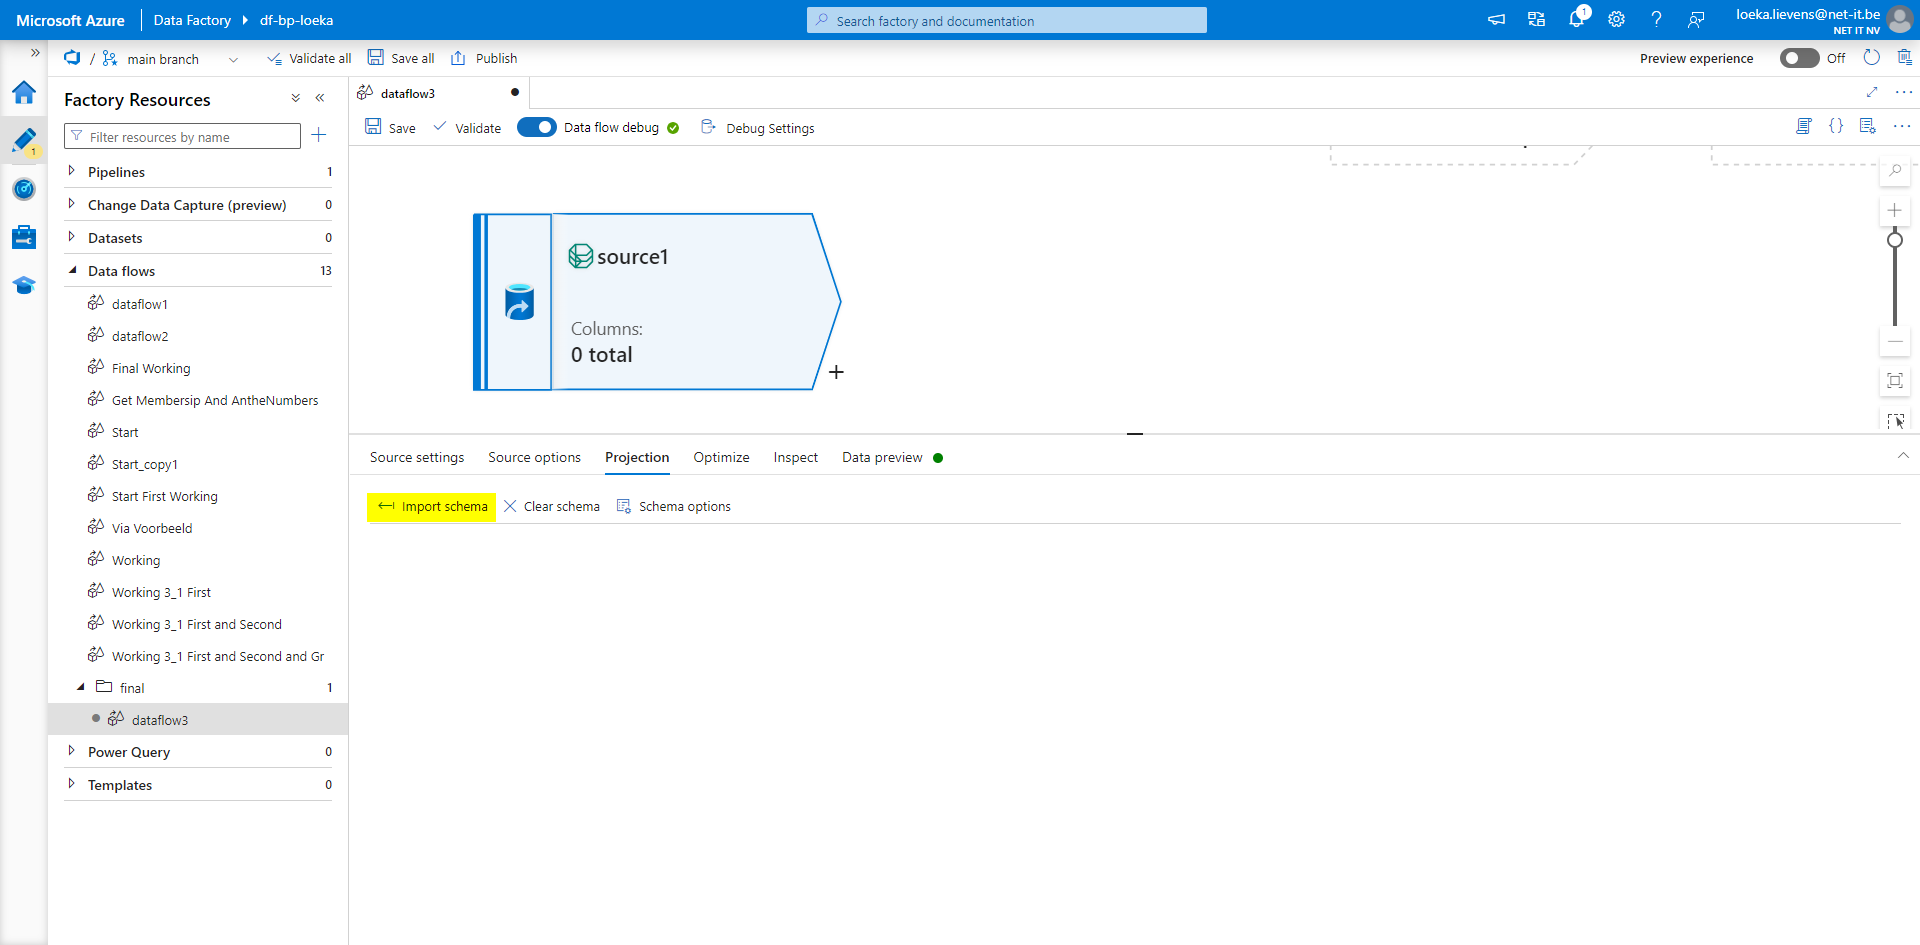 Microsoft Azure
Data Factory
df-bp-loeka
Search factory and documentation
1
loeka.lievens@net-it.be
NET IT NV
/
main branch
Validate all
Save all
Publish
Preview experience
Off
1
Factory Resources
Filter resources by name
Pipelines 1
Change Data Capture (preview) 0
Datasets 0
Data flows 13
dataflow1
dataflow2
Final Working
Get Membersip And AntheNumbers
Start
Start_copy1
Start First Working
Via Voorbeeld
Working
Working 3_1 First
Working 3_1 First and Second
Working 3_1 First and Second and Gr
final 1
dataflow3
Power Query 0
Templates 0
dataflow3
Save
Validate
Data flow debug
Debug Settings
source1
Columns:
0 total
Source settings
Source options
Projection
Optimize
Inspect
Data preview
Import schema
Clear schema
Schema options